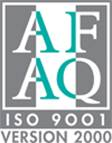 AF
AQ
ISO 9001
VERSION 2000